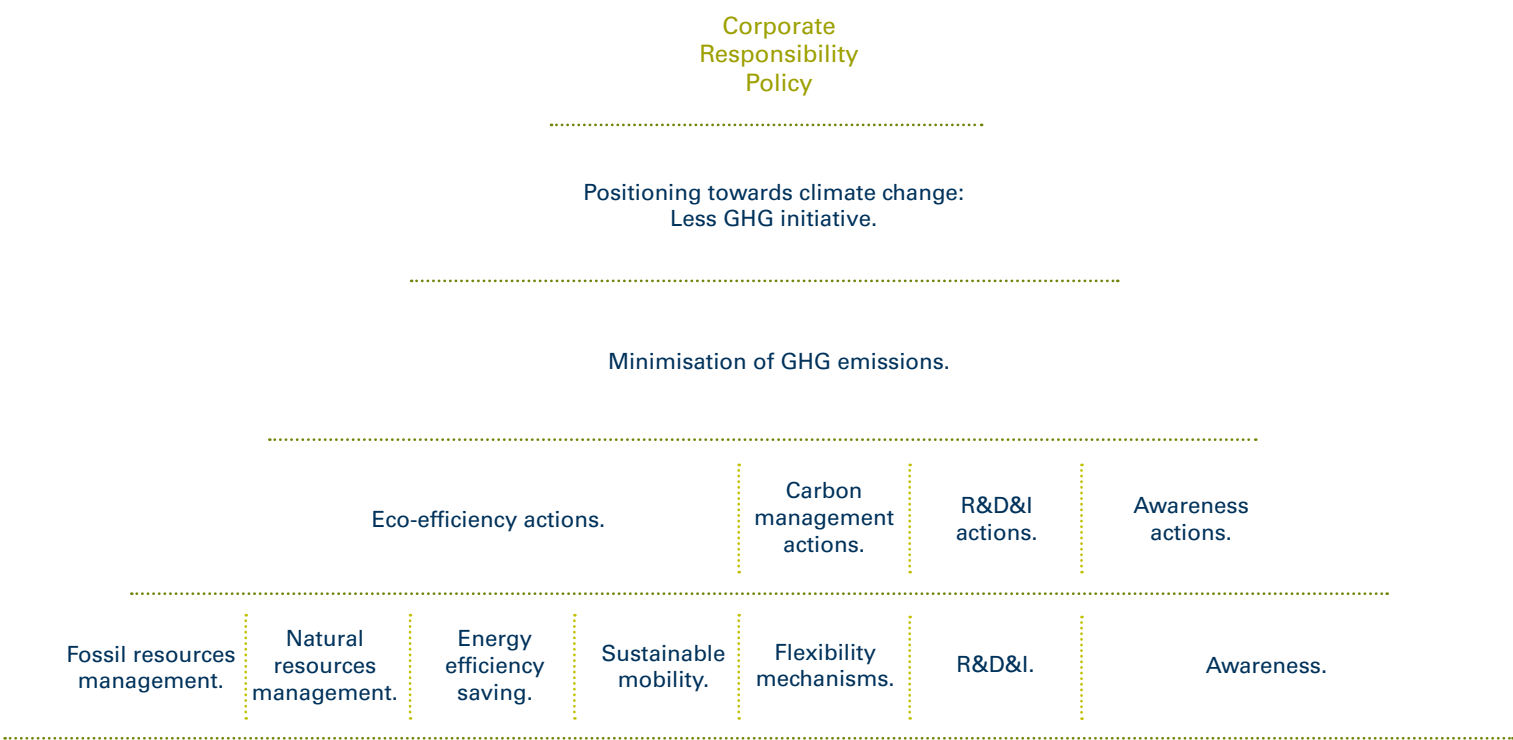 Corporate
Responsibility
Policy
Positioning towards climate change:
Less GHG initiative.
Minimisation of GHG emissions.
Eco-efficiency actions.
Carbon
management
actions.
R&D&I
actions.
Awareness
actions.
Fossil resources
management.
Natural
resources
management.
Energy
efficiency
saving.
Sustainable
mobility.
Flexibility
mechanisms.
R&D&I.
Awareness.